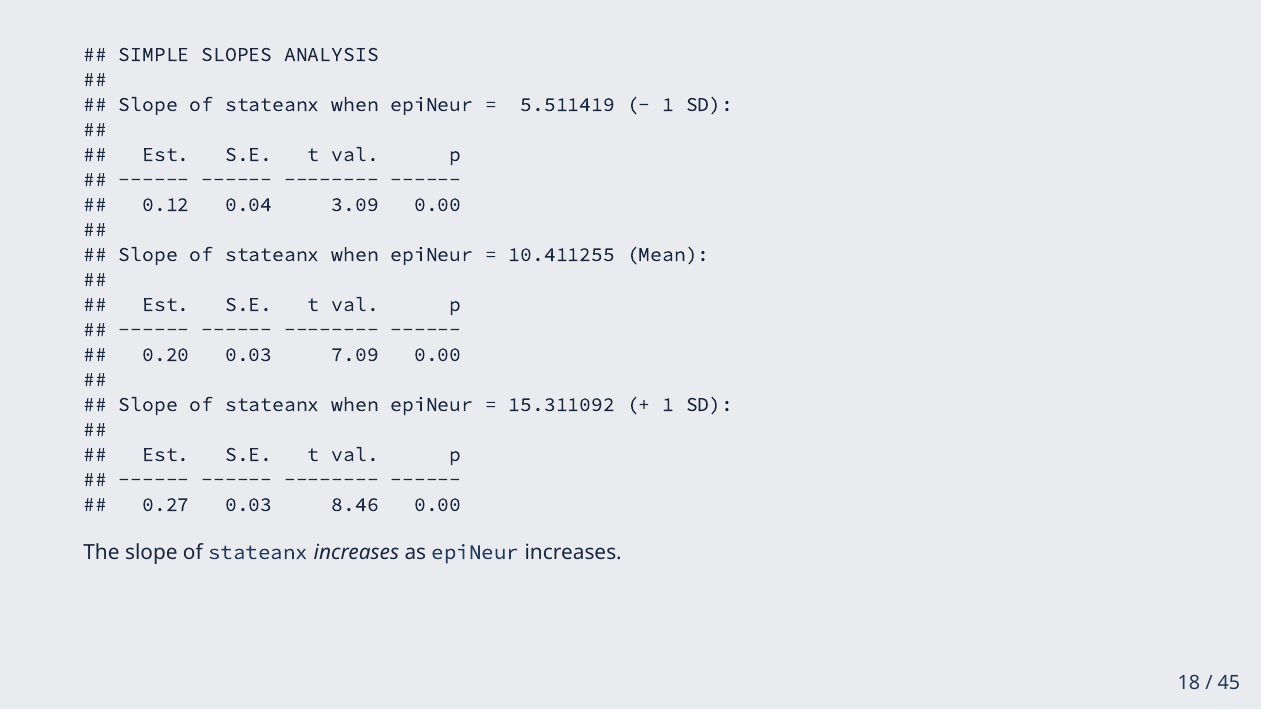 ## SIMPLE SLOPES ANALYSIS
##
## Slope of stateanx when epiNeur =  5.511419 (- 1 SD):
##
##   Est.   S.E.   t val.      p
## ------ ------ -------- ------
##   0.12   0.04     3.09   0.00
##
## Slope of stateanx when epiNeur = 10.411255 (Mean):
##
##   Est.   S.E.   t val.      p
## ------ ------ -------- ------
##   0.20   0.03     7.09   0.00
##
## Slope of stateanx when epiNeur = 15.311092 (+ 1 SD):
##
##   Est.   S.E.   t val.      p
## ------ ------ -------- ------
##   0.27   0.03     8.46   0.00
The slope of stateanx increases as epiNeur increases.
18 / 45